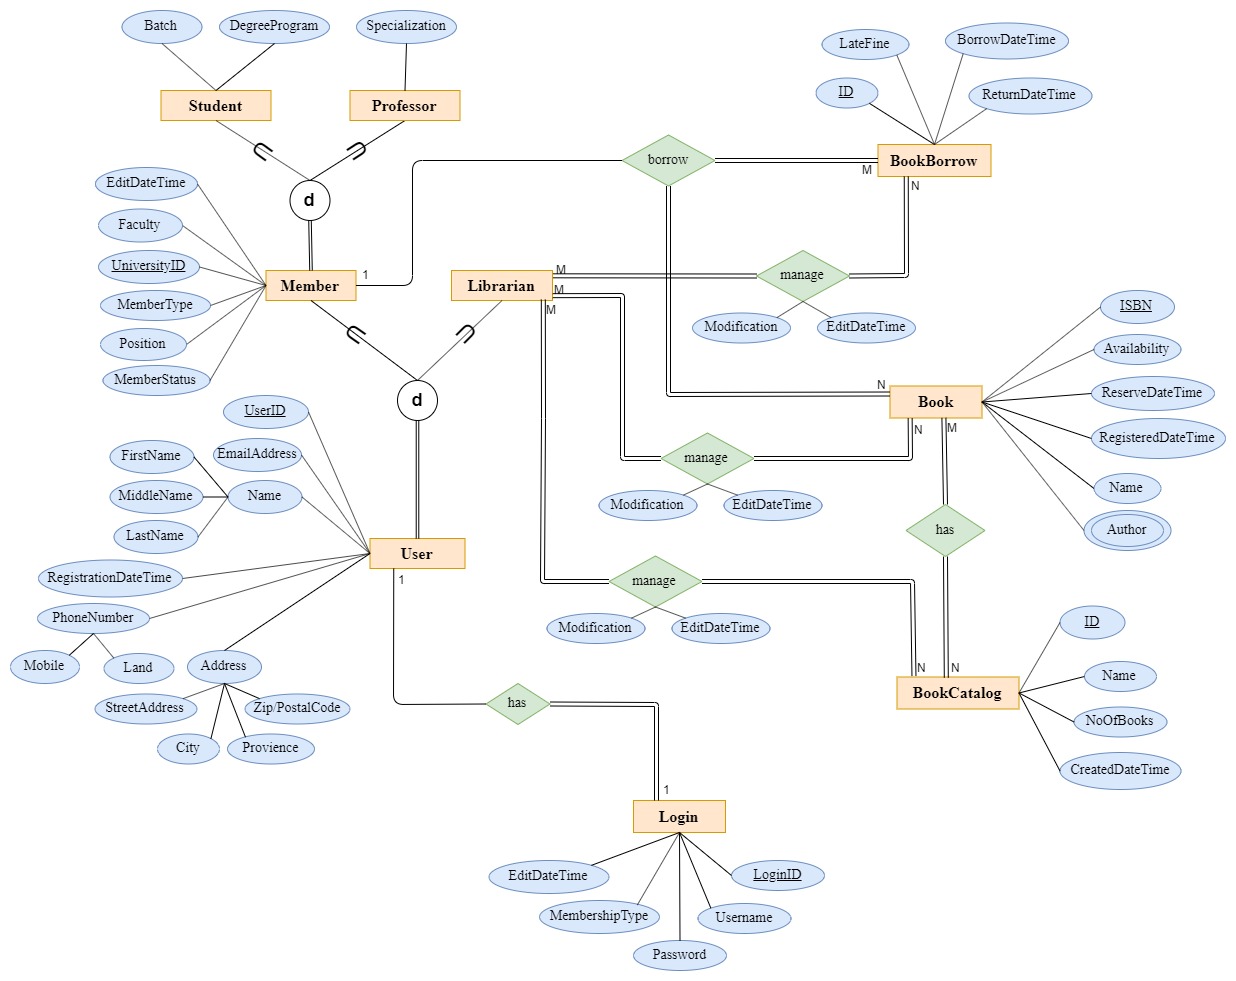 Batch
DegreeProgram
Specialization
LateFine
BorrowDateTime
ID
ReturnDateTime
Student
Professor
borrow
BookBorrow
M
N
EditDateTime
d
Faculty
UniversityID
MemberType
Position
MemberStatus
Member
1
Librarian
M
M
M
manage
Modification
EditDateTime
ISBN
Availability
ReserveDateTime
RegisteredDateTime
Name
Author
N
Book
N
M
d
UserID
EmailAddress
FirstName
MiddleName
Name
LastName
manage
Modification
EditDateTime
has
User
1
RegistrationDateTime
PhoneNumber
Mobile
Land
Address
StreetAddress
Zip/PostalCode
City
Provience
manage
Modification
EditDateTime
N
N
BookCatalog
ID
Name
NoOfBooks
CreatedDateTime
has
1
Login
EditDateTime
LoginID
MembershipType
Username
Password